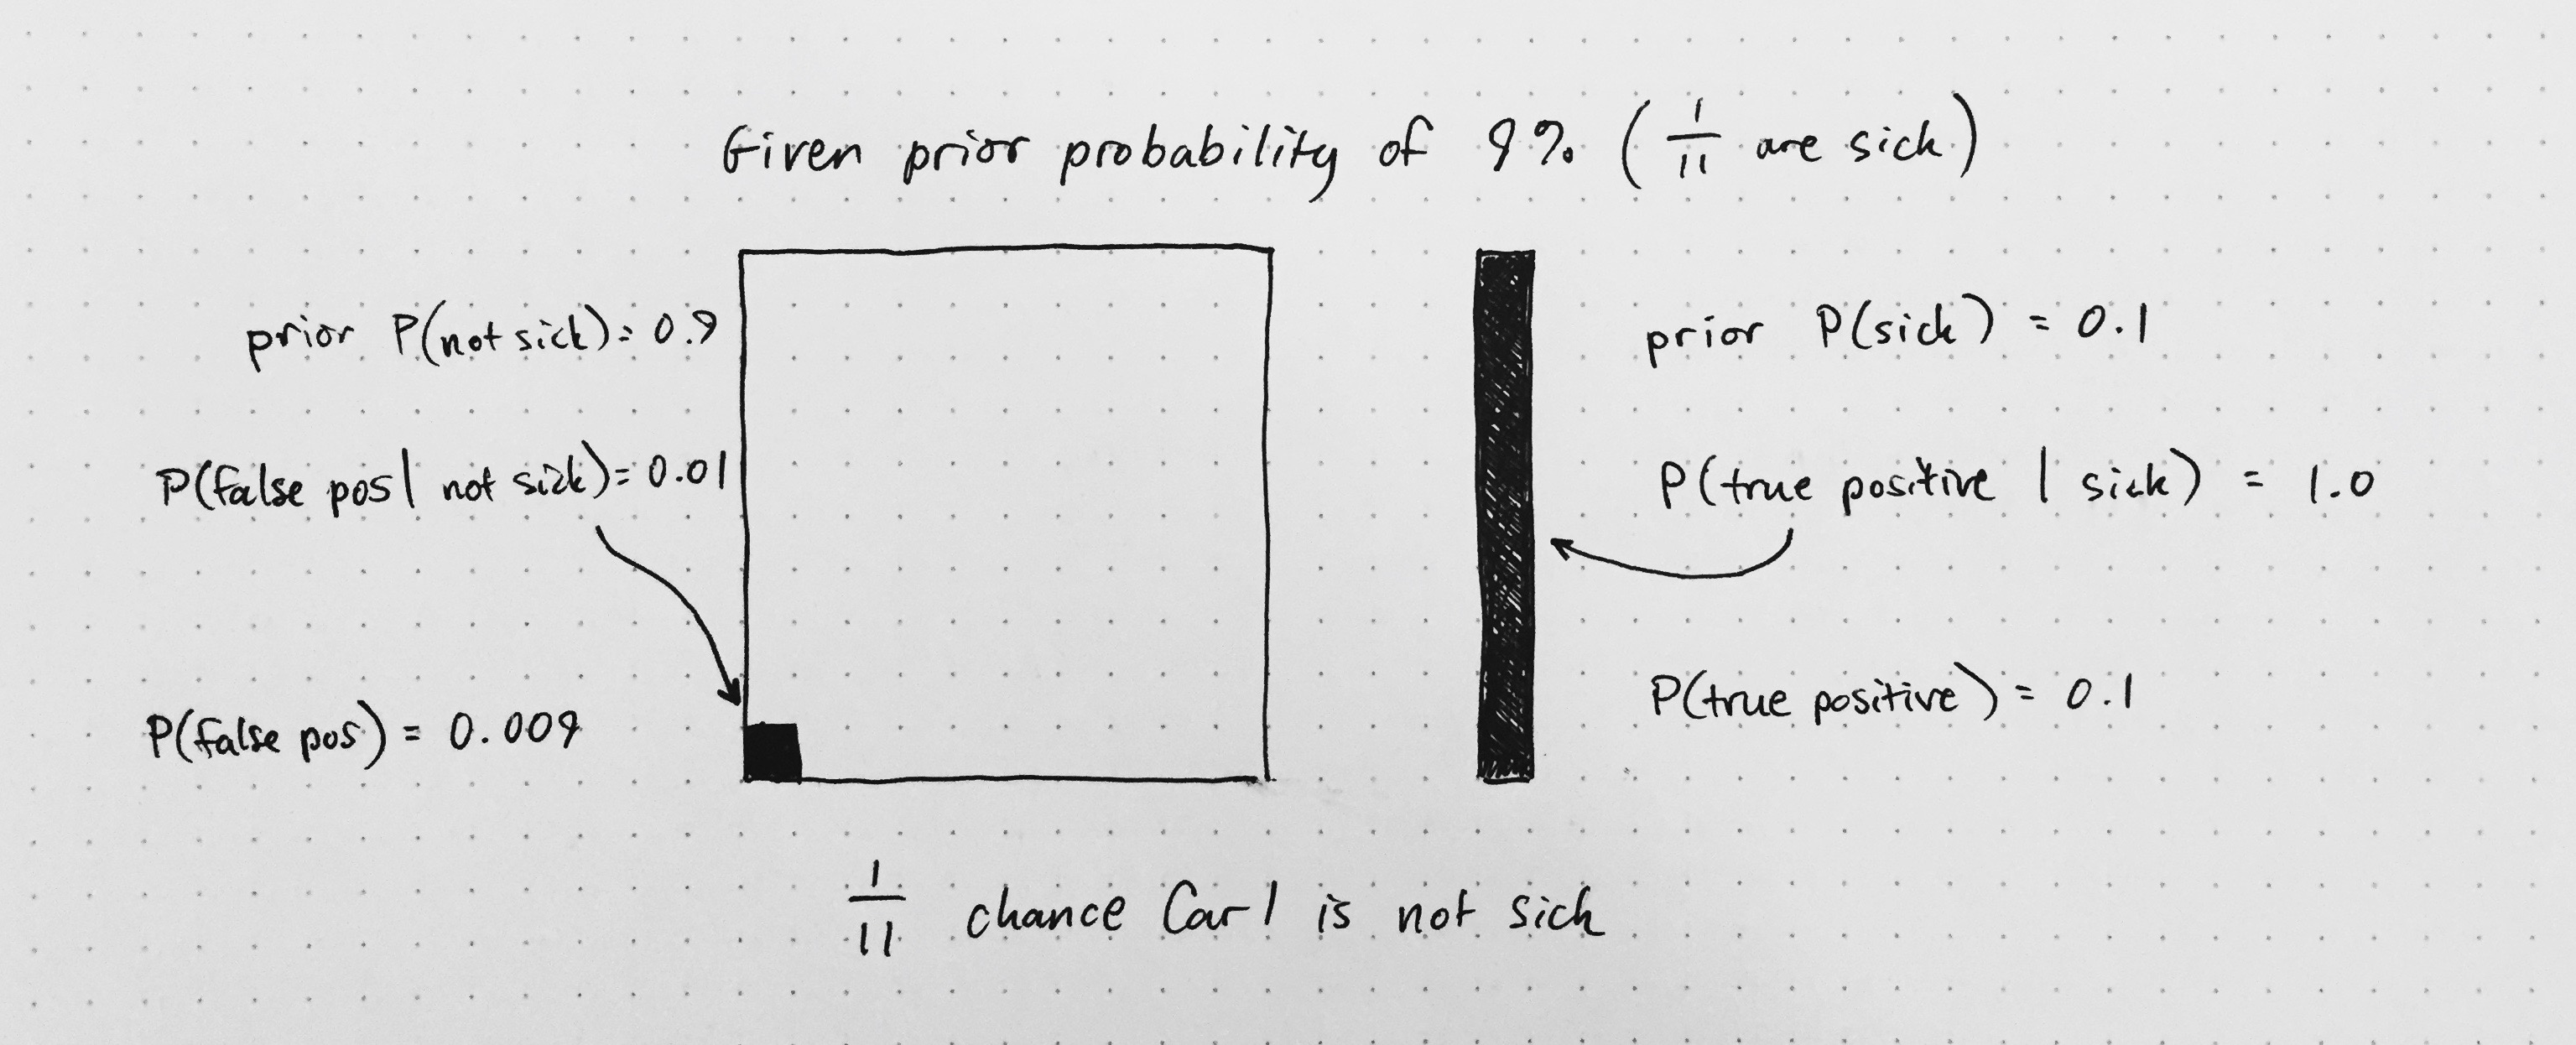 Given prior probability of 9% (1/11 are sick)
prior P(not sick) = 0.9
P(false pos | not sick) = 0.01
P(false pos) = 0.009
prior P(sick) = 0.1
P(true positive | sick) = 1.0
P(true positive) = 0.1
1/11 chance Carl is not sick